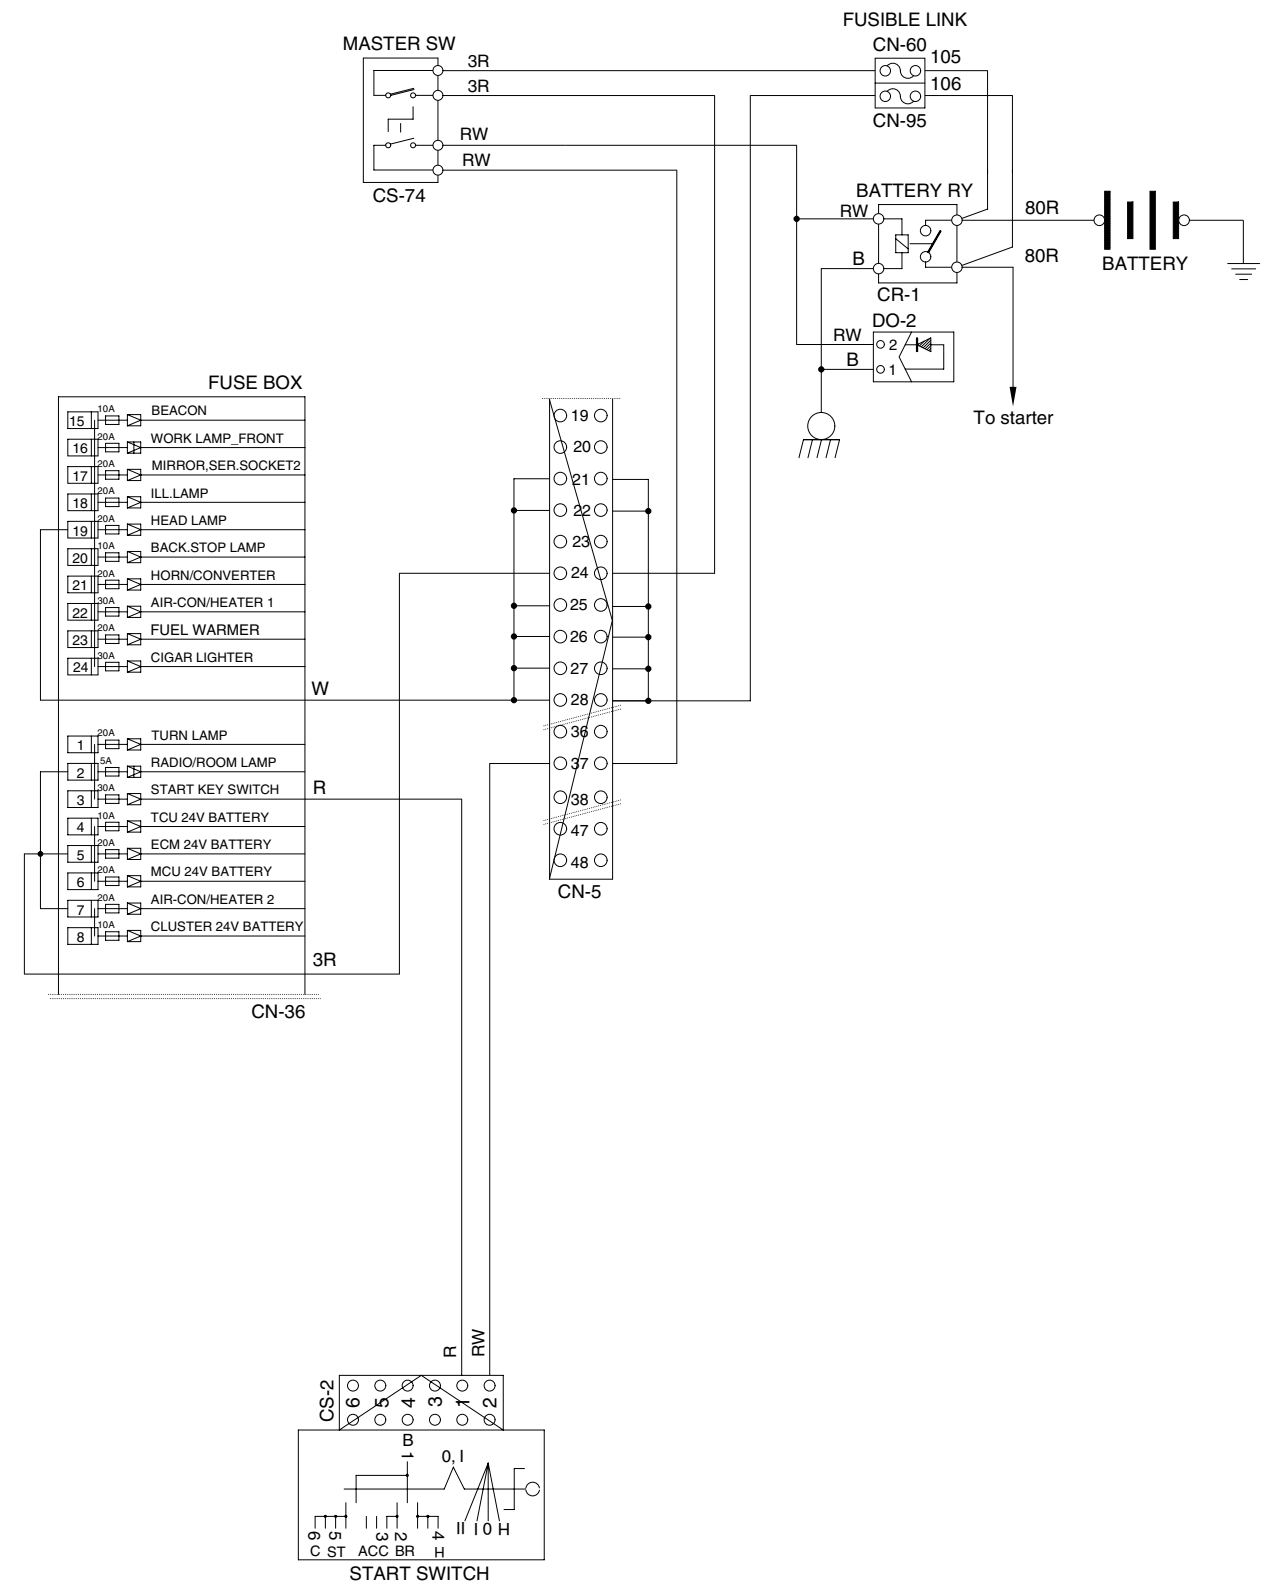 FUSIBLE LINK
MASTER SW
CN-60
3R
105
3R
106
CN-95
RW
RW
CS-74
BATTERY RY
RW
80R
B
80R
BATTERY
CR-1
DO-2
RW
2
B
1
To starter
FUSE BOX
15 10A BEACON
16 20A WORK LAMP_FRONT
17 20A MIRROR,SER.SOCKET2
18 20A ILL.LAMP
19 20A HEAD LAMP
20 10A BACK.STOP LAMP
21 20A HORN/CONVERTER
22 30A AIR-CON/HEATER 1
23 20A FUEL WARMER
24 30A CIGAR LIGHTER
W
1 20A TURN LAMP
2 5A RADIO/ROOM LAMP
3 30A START KEY SWITCH
R
4 10A TCU 24V BATTERY
5 20A ECM 24V BATTERY
6 20A MCU 24V BATTERY
7 20A AIR-CON/HEATER 2
8 10A CLUSTER 24V BATTERY
3R
CN-36
19
20
21
22
23
24
25
26
27
28
36
37
38
47
48
CN-5
R
RW
CS-2
6 5 4 3 1 2
B
1
0, I
II I 0 H
6 5 3 2 4
C ST ACC BR H
START SWITCH